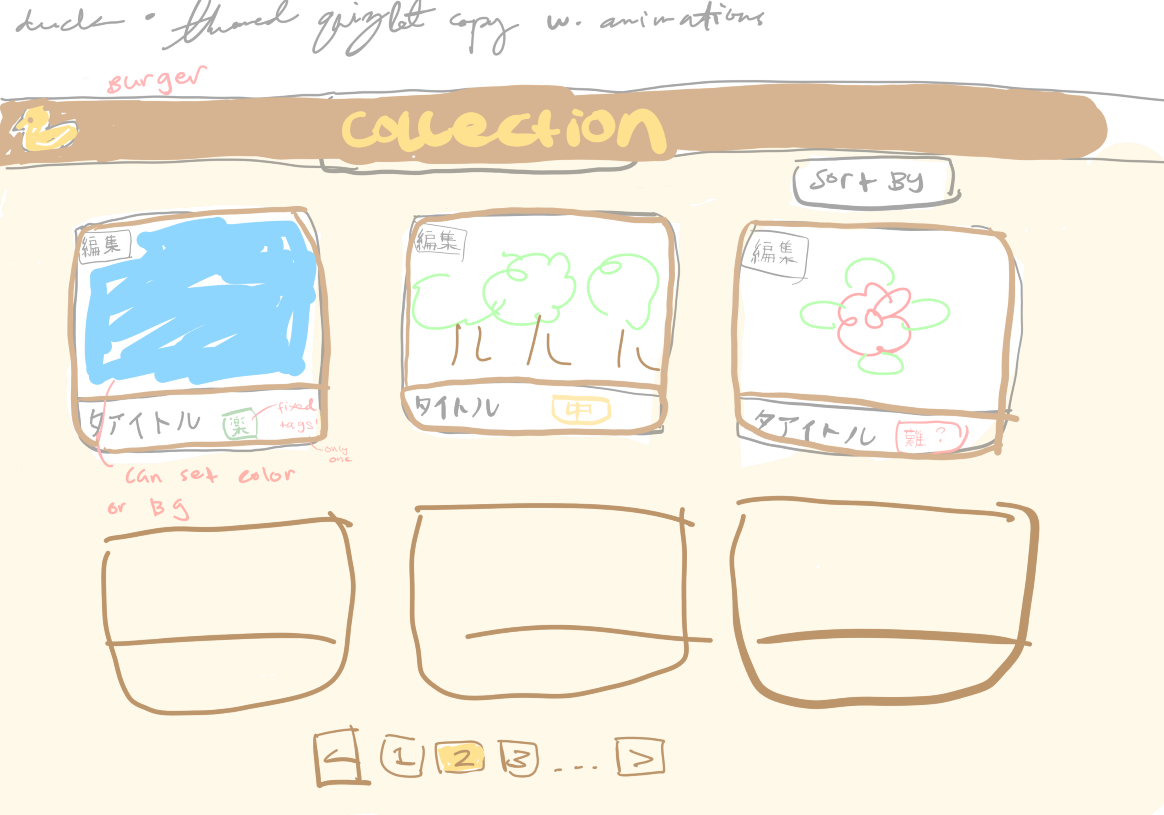 duck · themed quizlet copy w. animations
Burger
Collection
Sort By
編集
編集
編集
タアイトル
楽
fixed tags'
only one
タイトル
中
タアイトル
難?
Can set color
or Bg
<
1
2
3
...
>